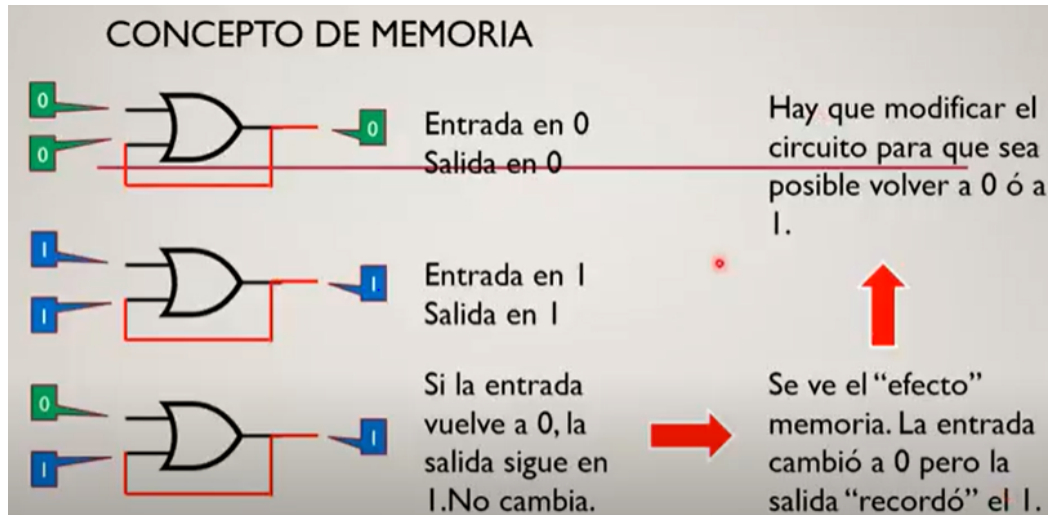 CONCEPTO DE MEMORIA
0
0
0
Entrada en 0
Salida en 0
1
1
1
Entrada en 1
Salida en 1
0
1
1
Si la entrada
vuelve a 0, la
salida sigue en
1.No cambia.
Se ve el “efecto”
memoria. La entrada
cambió a 0 pero la
salida “recordó” el 1.
Hay que modificar el
circuito para que sea
posible volver a 0 ó a
1.